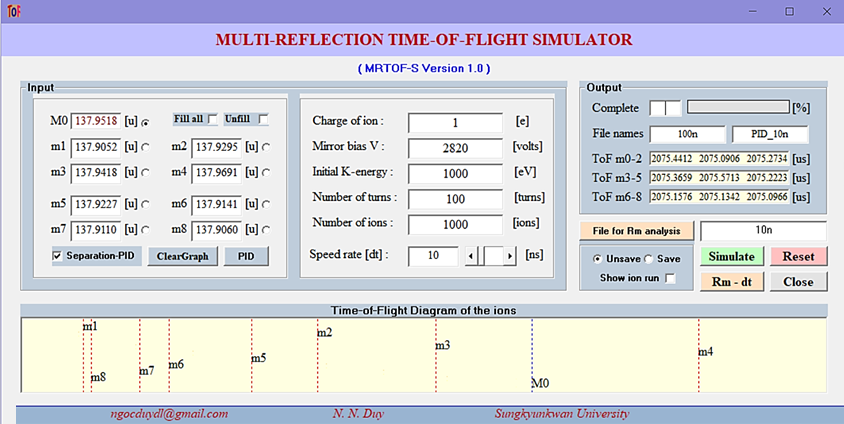 ToF
MULTI-REFLECTION TIME-OF-FLIGHT SIMULATOR
( MRTOF-S Version 1.0 )
Input
M0 137.9518 [u] Fill all Unfill
m1 137.9052 [u] m2 137.9295 [u]
m3 137.9418 [u] m4 137.9691 [u]
m5 137.9227 [u] m6 137.9141 [u]
m7 137.9110 [u] m8 137.9060 [u]
Separation-PID ClearGraph PID
Charge of ion : 1 [e]
Mirror bias V : 2820 [volts]
Initial K-energy : 1000 [eV]
Number of turns : 100 [turns]
Number of ions : 1000 [ions]
Speed rate [dt] : 10 [ns]
Output
Complete [%]
File names 100n PID_10n
ToF m0-2 2075.4412 2075.0906 2075.2734 [us]
ToF m3-5 2075.3659 2075.5713 2075.2223 [us]
ToF m6-8 2075.1576 2075.1342 2075.0966 [us]
File for Rm analysis 10n
Unsave Save Simulate Reset
Show ion run Rm - dt Close
Time-of-Flight Diagram of the ions
m1
m8
m7
m6
m5
m2
m3
M0
m4
ngocduydl@gmail.com N. N. Duy Sungkyunkwan University